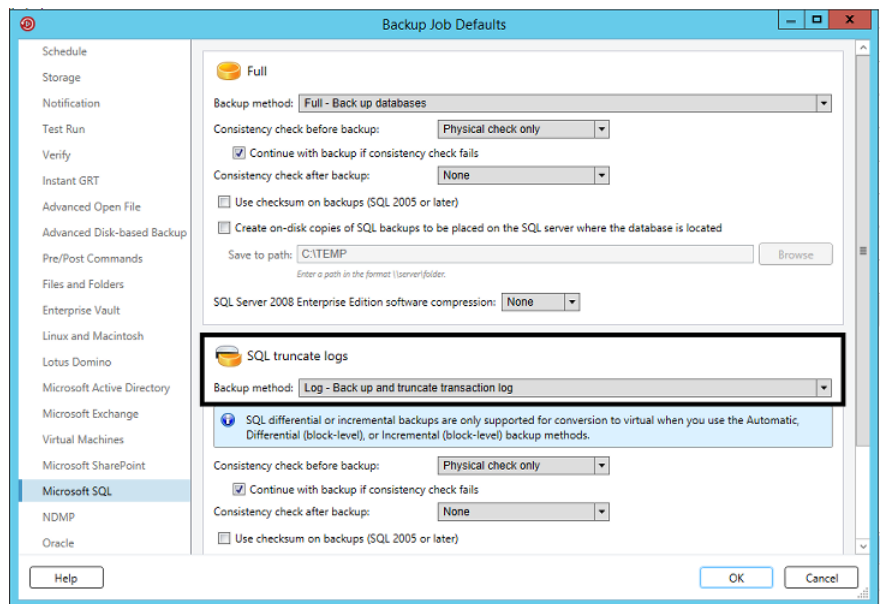 Backup Job Defaults
Schedule
Storage
Notification
Test Run
Verify
Instant GRT
Advanced Open File
Advanced Disk-based Backup
Pre/Post Commands
Files and Folders
Enterprise Vault
Linux and Macintosh
Lotus Domino
Microsoft Active Directory
Microsoft Exchange
Virtual Machines
Microsoft SharePoint
Microsoft SQL
NDMP
Oracle
Full
Backup method: Full - Back up databases
Consistency check before backup: Physical check only
Continue with backup if consistency check fails
Consistency check after backup: None
Use checksum on backups (SQL 2005 or later)
Create on-disk copies of SQL backups to be placed on the SQL server where the database is located
Save to path: C:\TEMP Browse
Enter a path in the format \\server\folder.
SQL Server 2008 Enterprise Edition software compression: None
SQL truncate logs
Backup method: Log - Back up and truncate transaction log
SQL differential or incremental backups are only supported for conversion to virtual when you use the Automatic,
Differential (block-level), or Incremental (block-level) backup methods.
Consistency check before backup: Physical check only
Continue with backup if consistency check fails
Consistency check after backup: None
Use checksum on backups (SQL 2005 or later)
Help OK Cancel